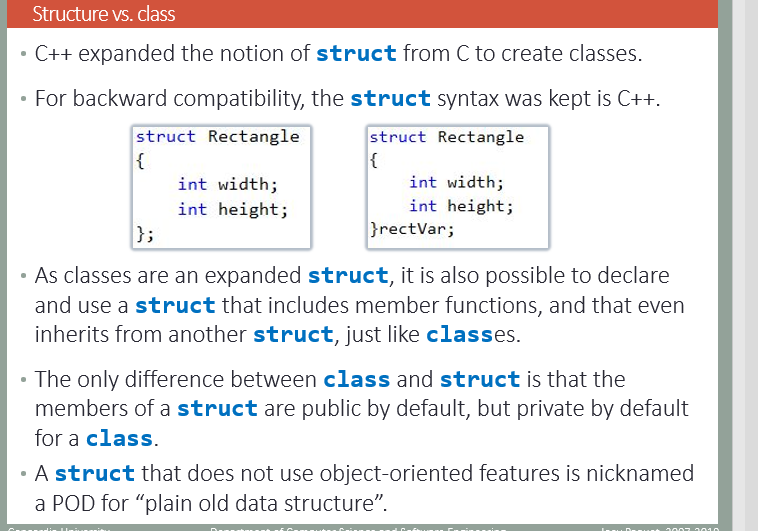 Structure vs. class
• C++ expanded the notion of struct from C to create classes.
• For backward compatibility, the struct syntax was kept is C++.
struct Rectangle
{
    int width;
    int height;
};
struct Rectangle
{
    int width;
    int height;
}rectVar;
• As classes are an expanded struct, it is also possible to declare
and use a struct that includes member functions, and that even
inherits from another struct, just like classes.
• The only difference between class and struct is that the
members of a struct are public by default, but private by default
for a class.
• A struct that does not use object-oriented features is nicknamed
a POD for “plain old data structure”.